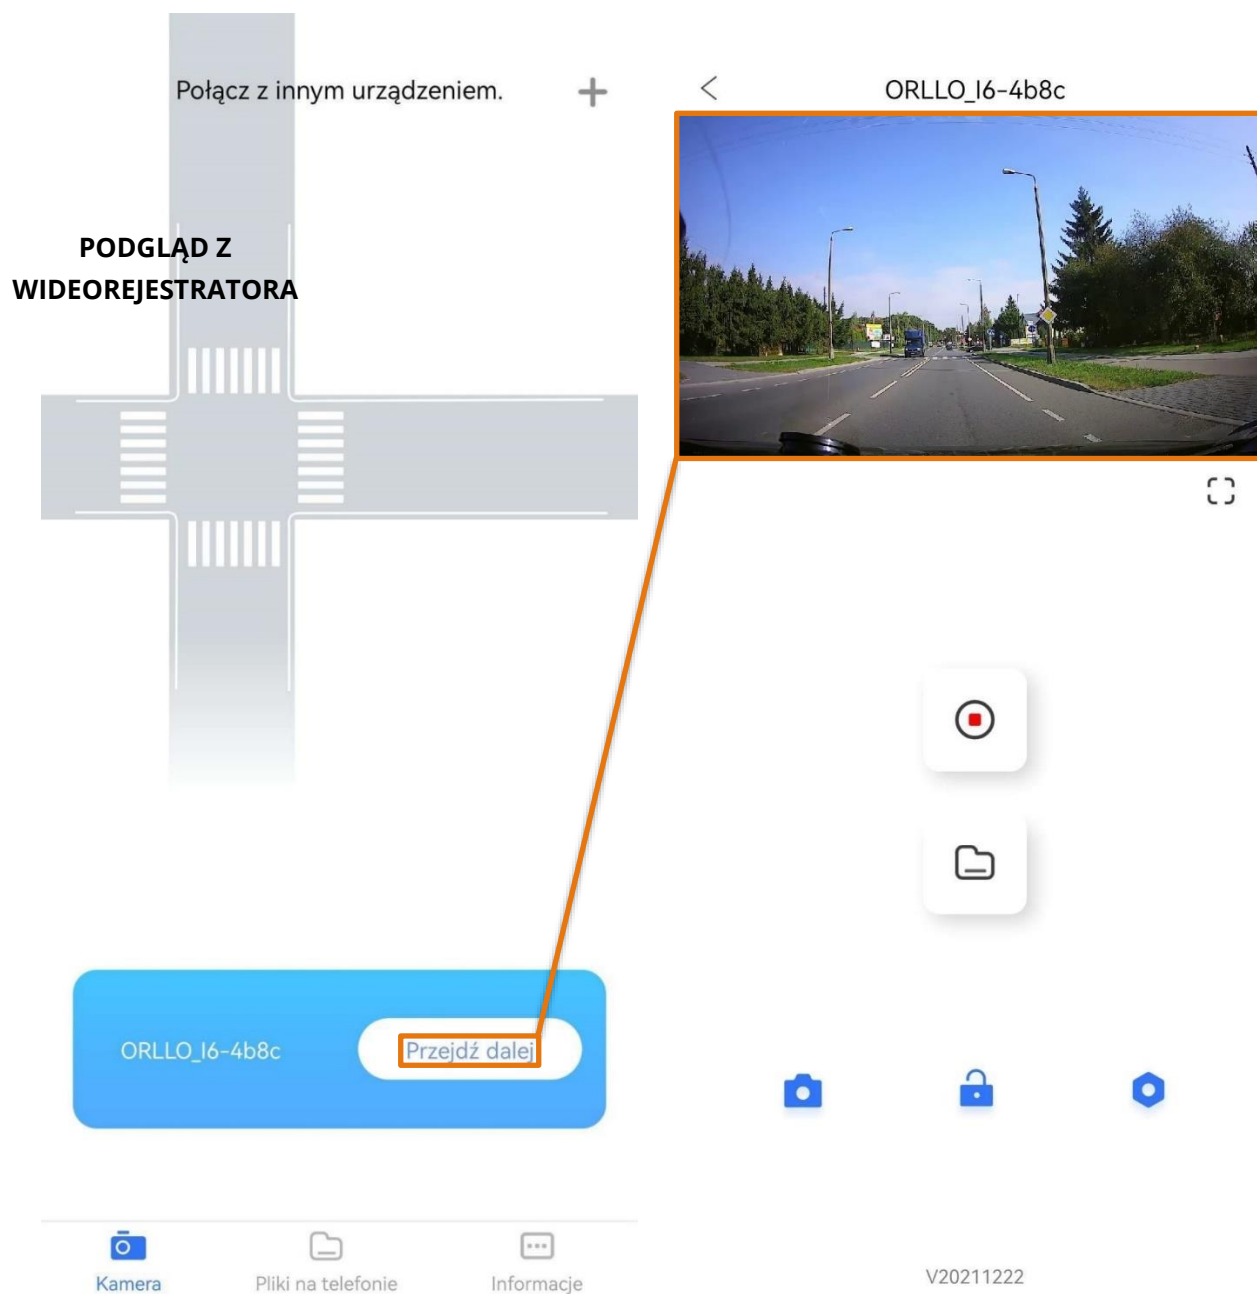 Połącz z innym urządzeniem.
PODGLĄD Z
WIDEOREJESTRATORA
ORLLO_I6-4b8c
Przejdź dalej
Kamera
Pliki na telefonie
Informacje
ORLLO_I6-4b8c
V20211222